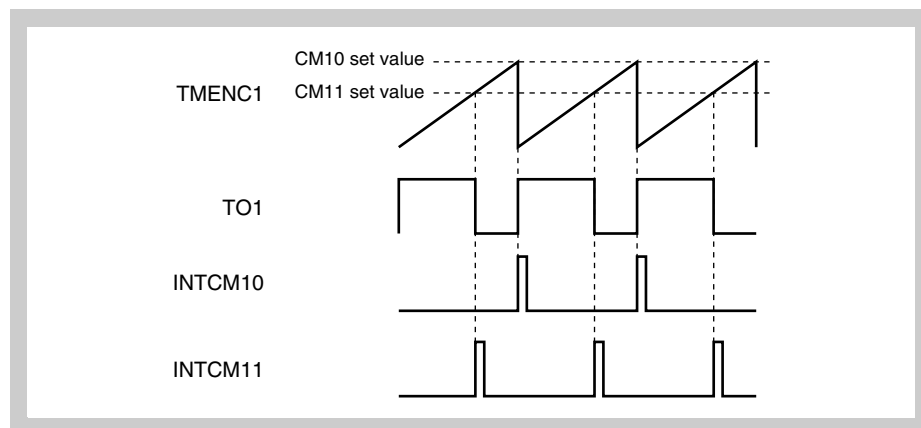 CM10 set value
TMENC1
CM11 set value
TO1
INTCM10
INTCM11